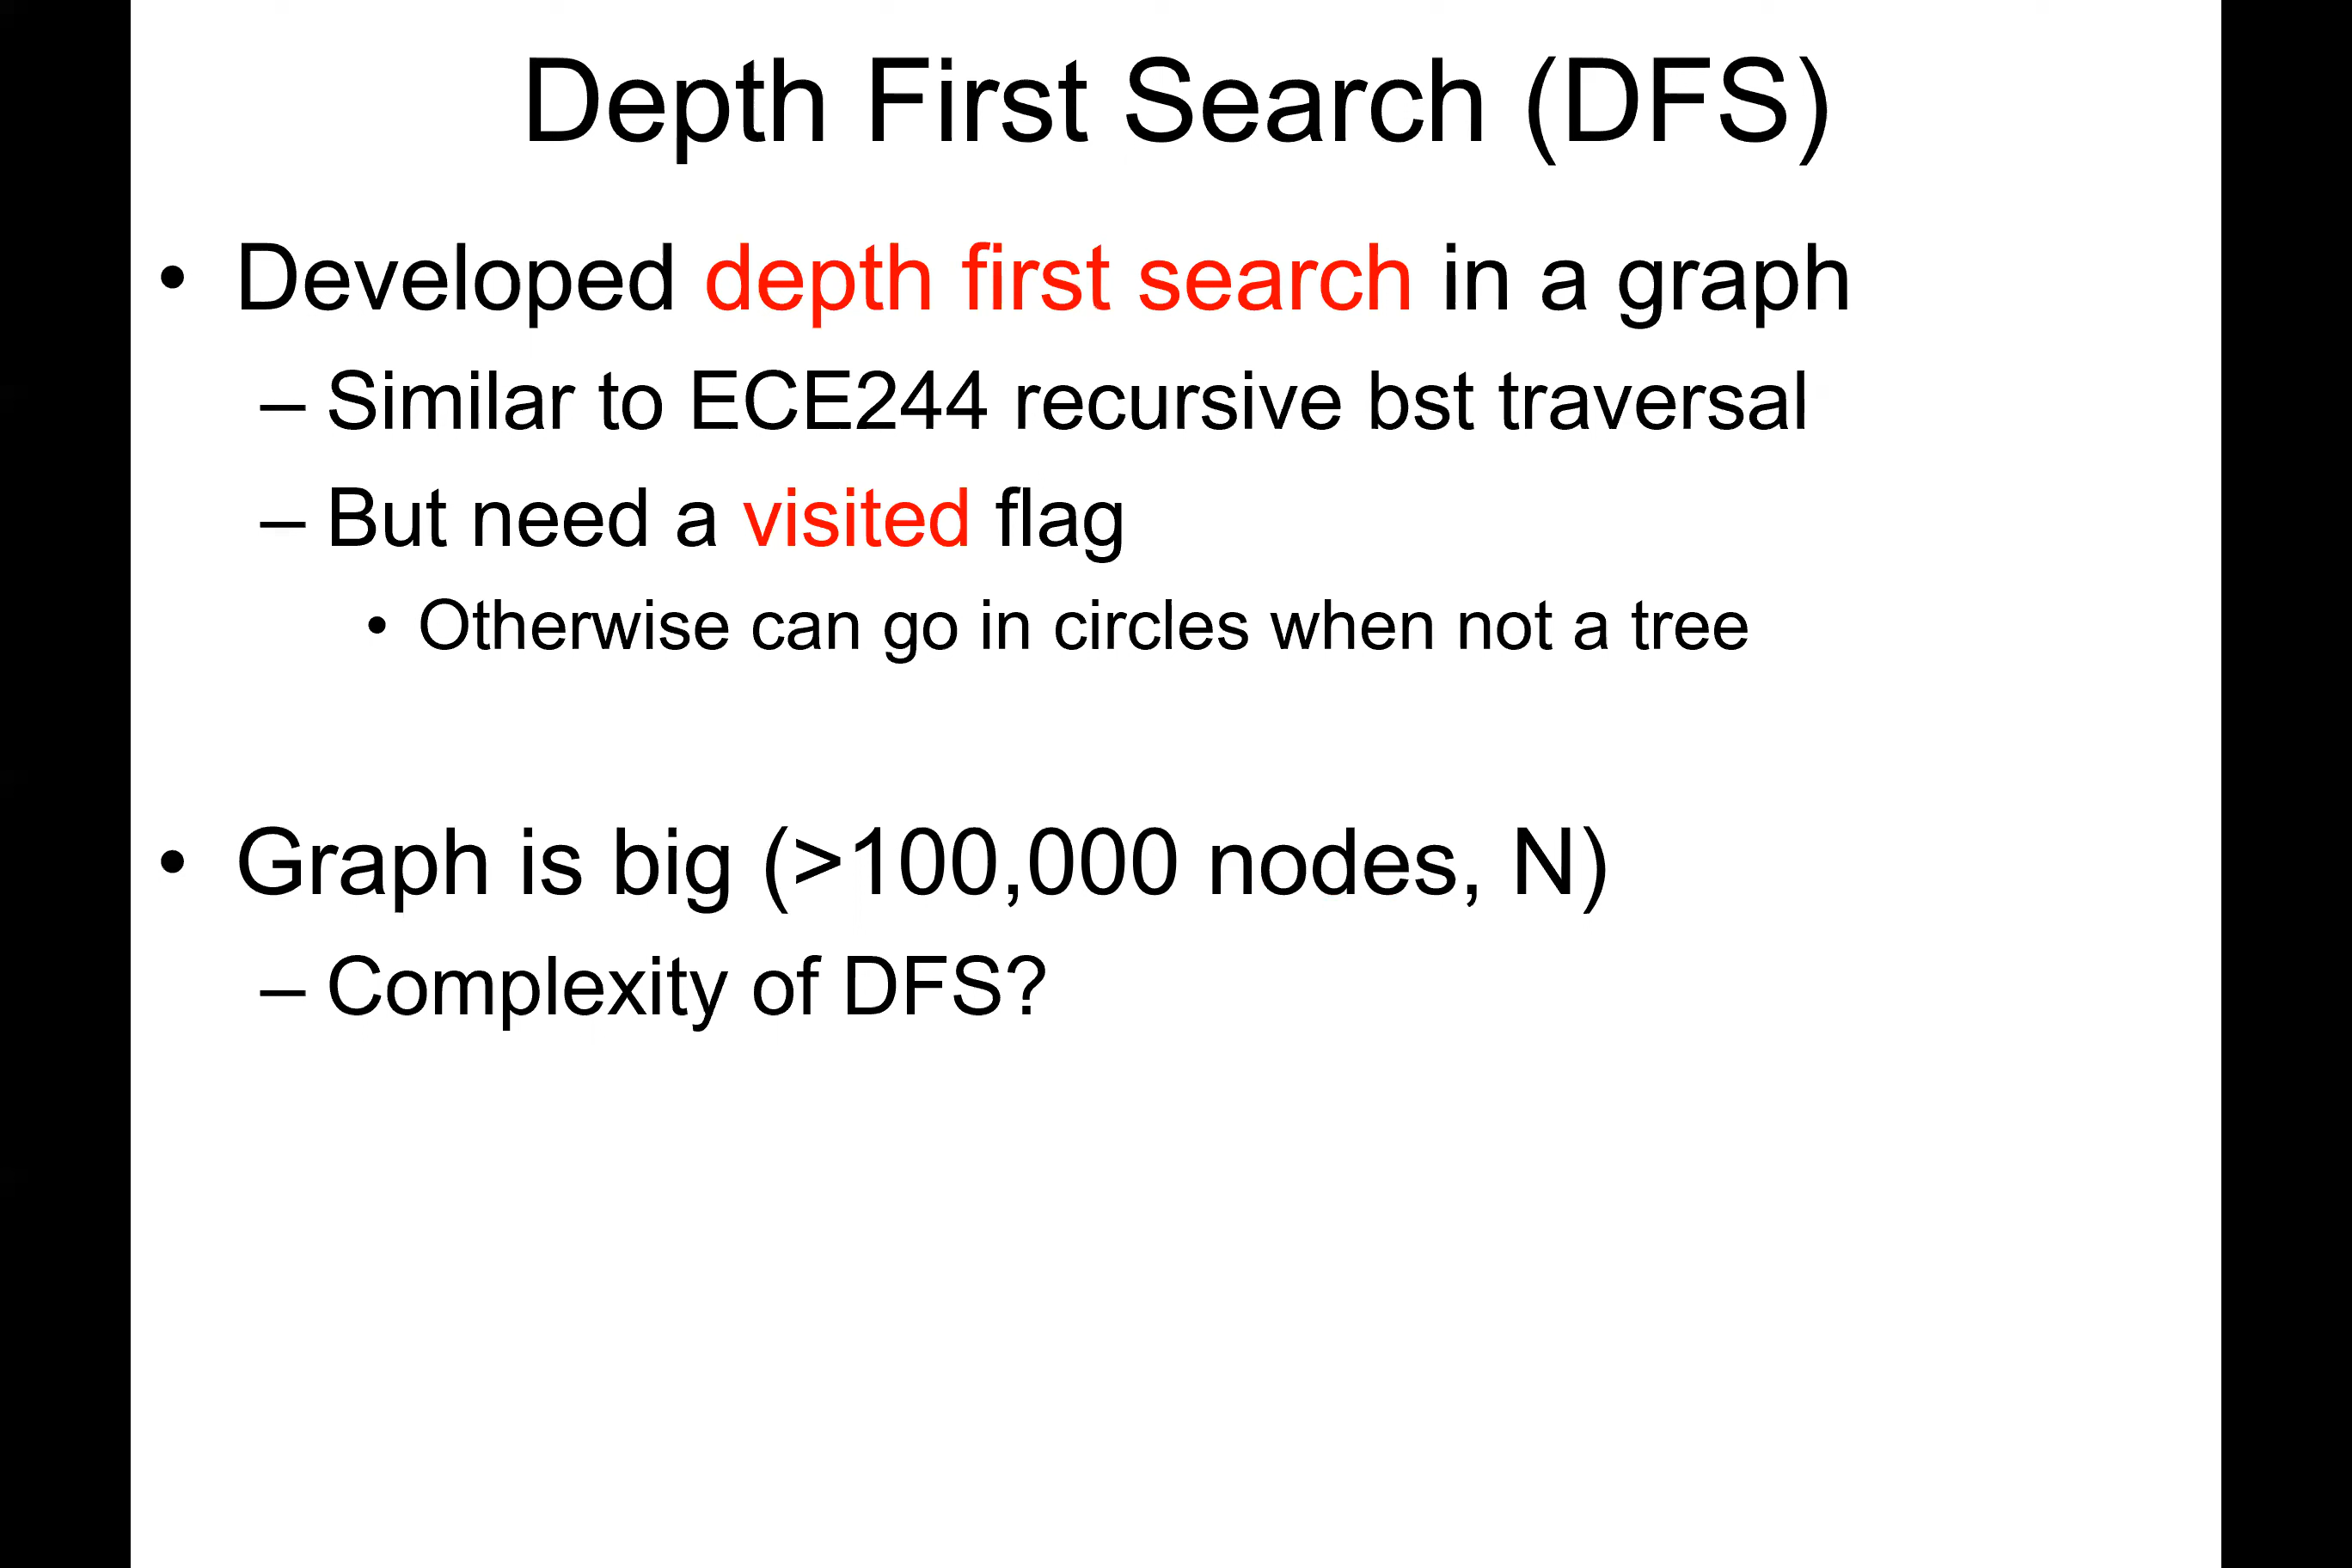 Depth First Search (DFS)
• Developed depth first search in a graph
– Similar to ECE244 recursive bst traversal
– But need a visited flag
• Otherwise can go in circles when not a tree
• Graph is big (>100,000 nodes, N)
– Complexity of DFS?